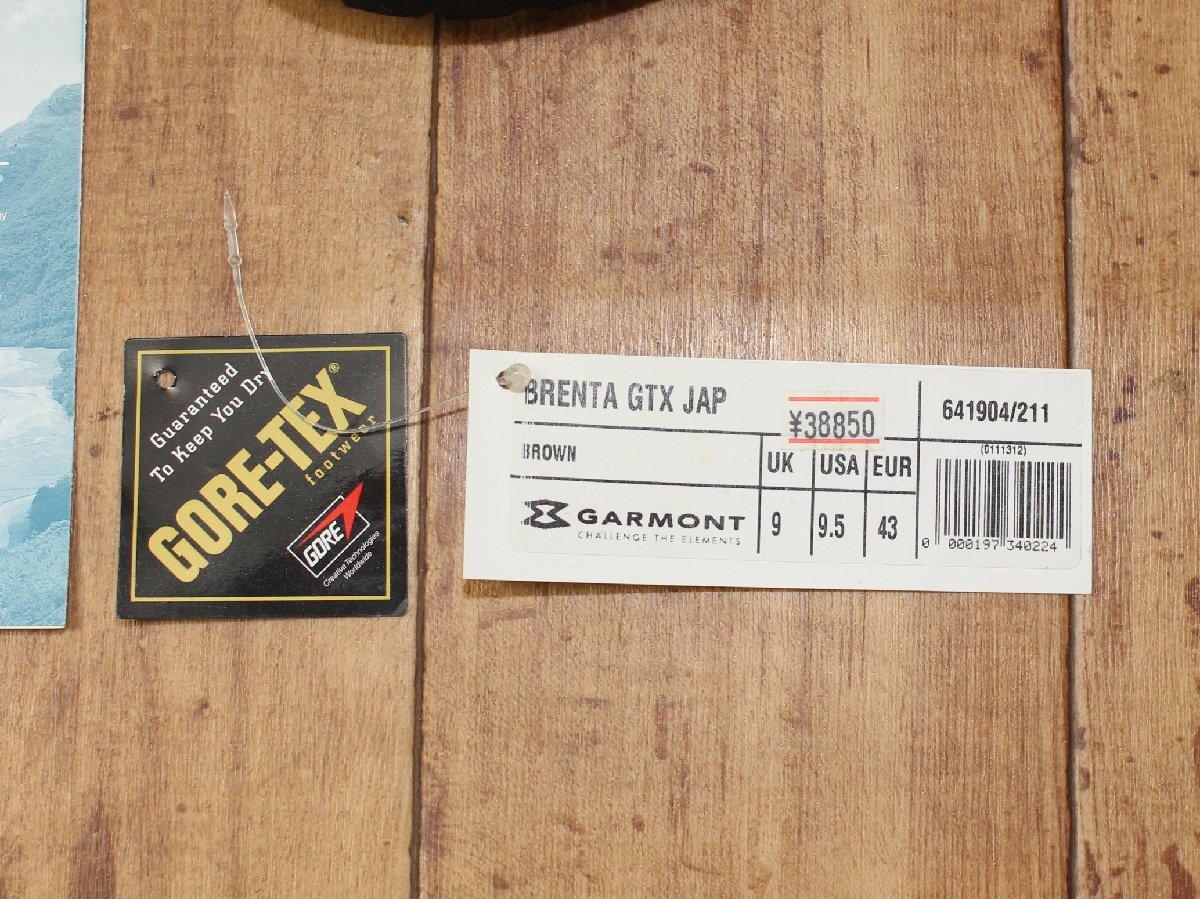 Guaranteed
To Keep You Dry
GORE-TEX®
footwear
GORE
Creative Technologies
Worldwide
BRENTA GTX JAP
¥38850
641904/211
BROWN
UK USA EUR
(0111312)
GARMONT
CHALLENGE THE ELEMENTS
9 9.5 43
0 000197 340224